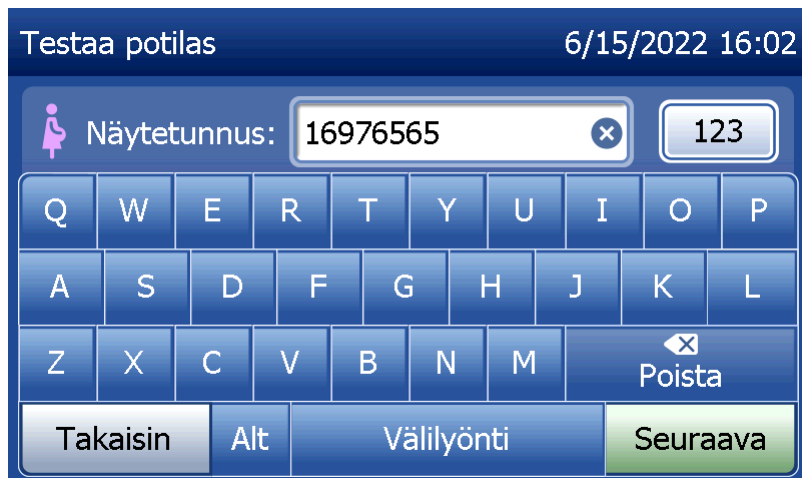 Testaa potilas 6/15/2022 16:02
Näytetunnus: 16976565 123
Q W E R T Y U I O P
A S D F G H J K L
Z X C V B N M Poista
Takaisin Alt Välilyönti Seuraava